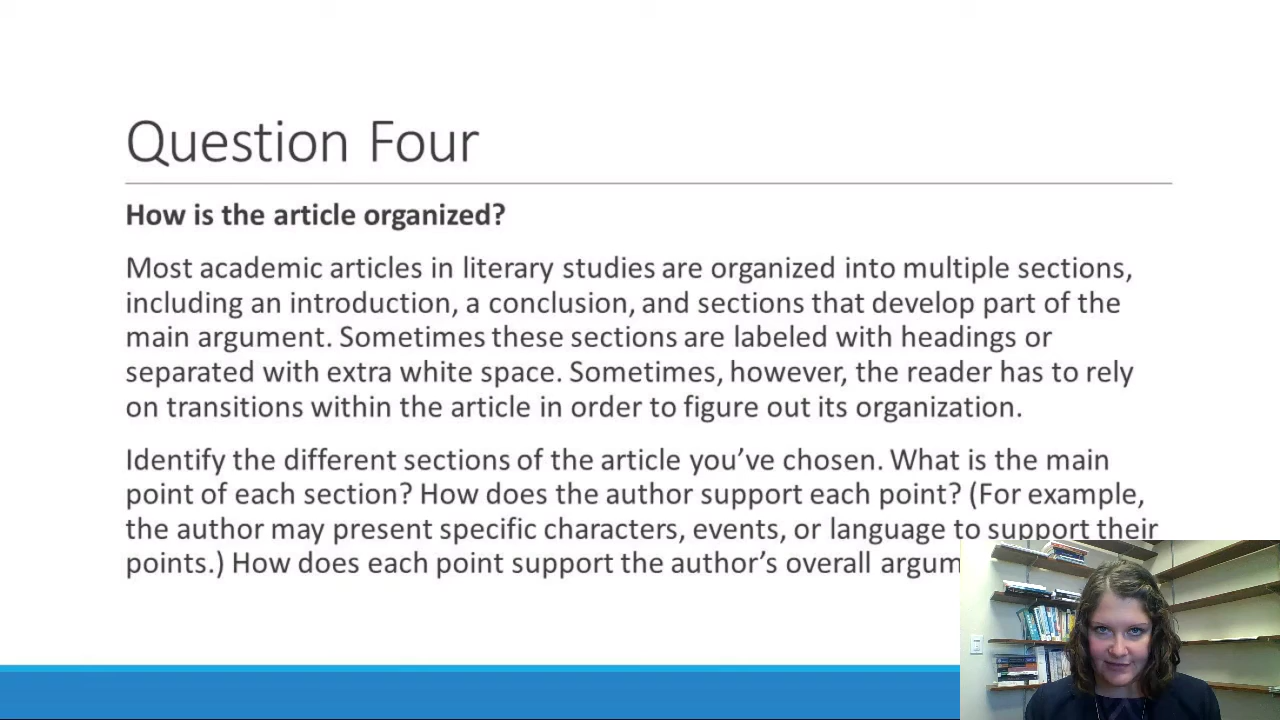 Question Four
How is the article organized?
Most academic articles in literary studies are organized into multiple sections,
including an introduction, a conclusion, and sections that develop part of the
main argument. Sometimes these sections are labeled with headings or
separated with extra white space. Sometimes, however, the reader has to rely
on transitions within the article in order to figure out its organization.
Identify the different sections of the article you’ve chosen. What is the main
point of each section? How does the author support each point? (For example,
the author may present specific characters, events, or language to support their
points.) How does each point support the author’s overall argum